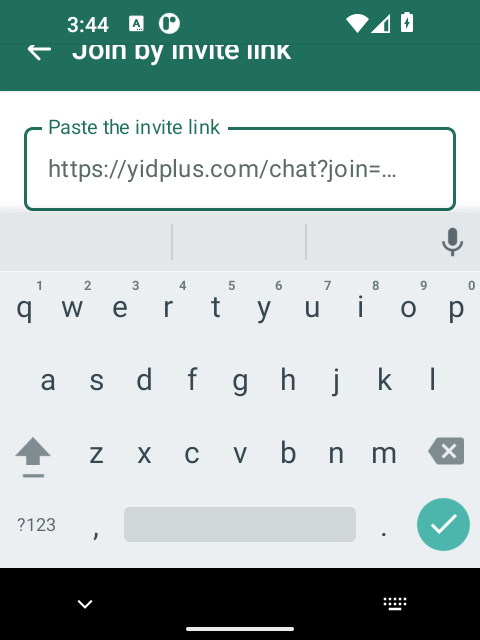 3:44
Join by invite link
Paste the invite link
https://yidplus.com/chat?join=…
1 2 3 4 5 6 7 8 9 0
q w e r t y u i o p
a s d f g h j k l
z x c v b n m
?123 , .